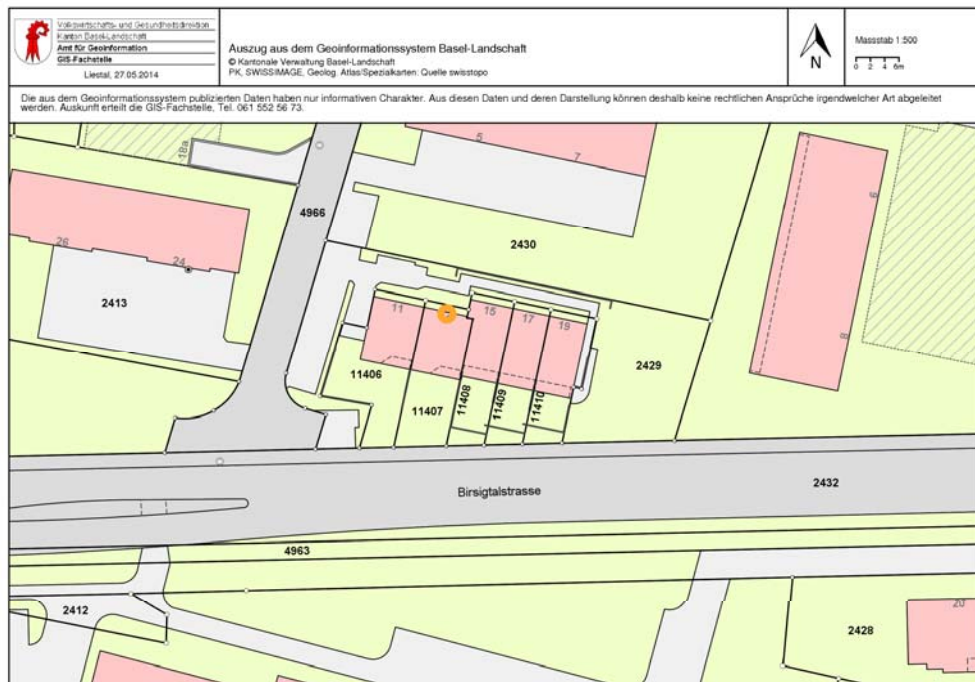 Volkswirtschafts- und Gesundheitsdirektion
Kanton Basel-Landschaft
Amt für Geoinformation
GIS-Fachstelle
Liestal, 27.05.2014
Auszug aus dem Geoinformationssystem Basel-Landschaft
© Kantonale Verwaltung Basel-Landschaft
PK, SWISSIMAGE, Geolog. Atlas/Spezialkarten: Quelle swisstopo
N
Massstab 1:500
0 2 4 6m
Die aus dem Geoinformationssystem publizierten Daten haben nur informativen Charakter. Aus diesen Daten und deren Darstellung können deshalb keine rechtlichen Ansprüche irgendwelcher Art abgeleitet
werden. Auskunft erteilt die GIS-Fachstelle, Tel. 061 552 56 73.
18a
5
7
4966
26
24
2430
2413
11
15
17
19
2429
11406
11407
11408
11409
11410
8
Birsigtalstrasse
2432
4963
2412
2428
20